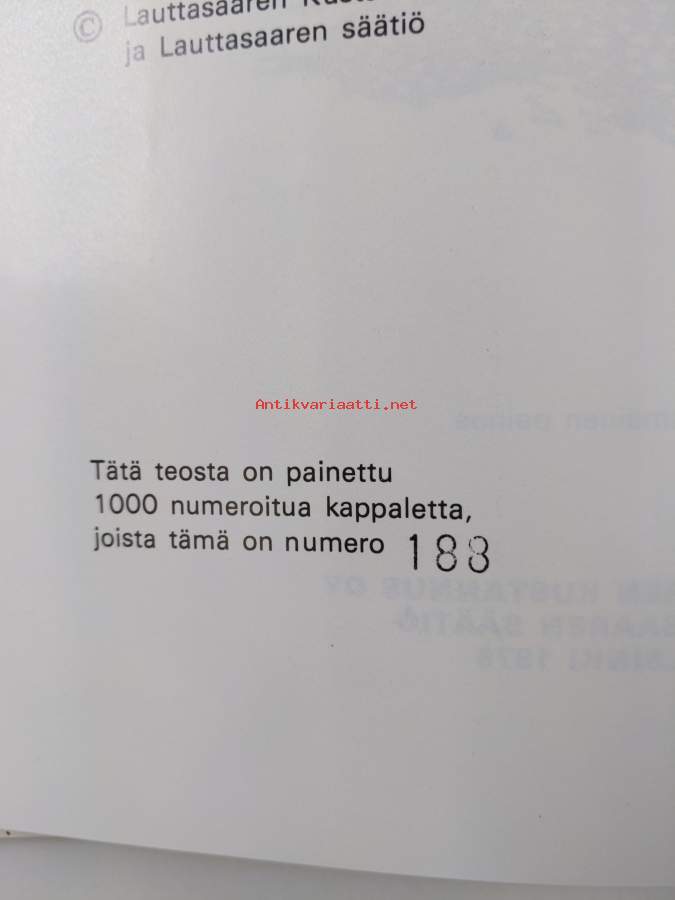 © Lauttasaaren
ja Lauttasaaren säätiö
Antikvariaatti.net
Tätä teosta on painettu
1000 numeroitua kappaletta,
joista tämä on numero 188